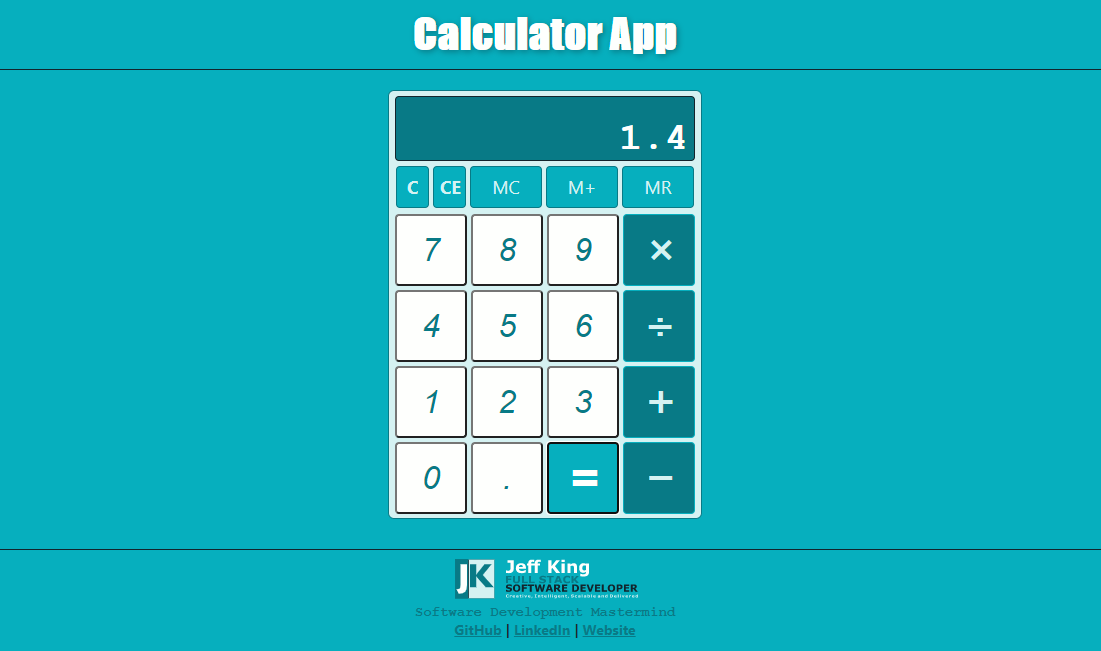 Calculator App
1.4
C CE MC M+ MR
7 8 9 ×
4 5 6 ÷
1 2 3 +
0 . = −
JK Jeff King
FULL STACK
SOFTWARE DEVELOPER
Creative, Intelligent, Scalable and Delivered
Software Development Mastermind
GitHub | LinkedIn | Website